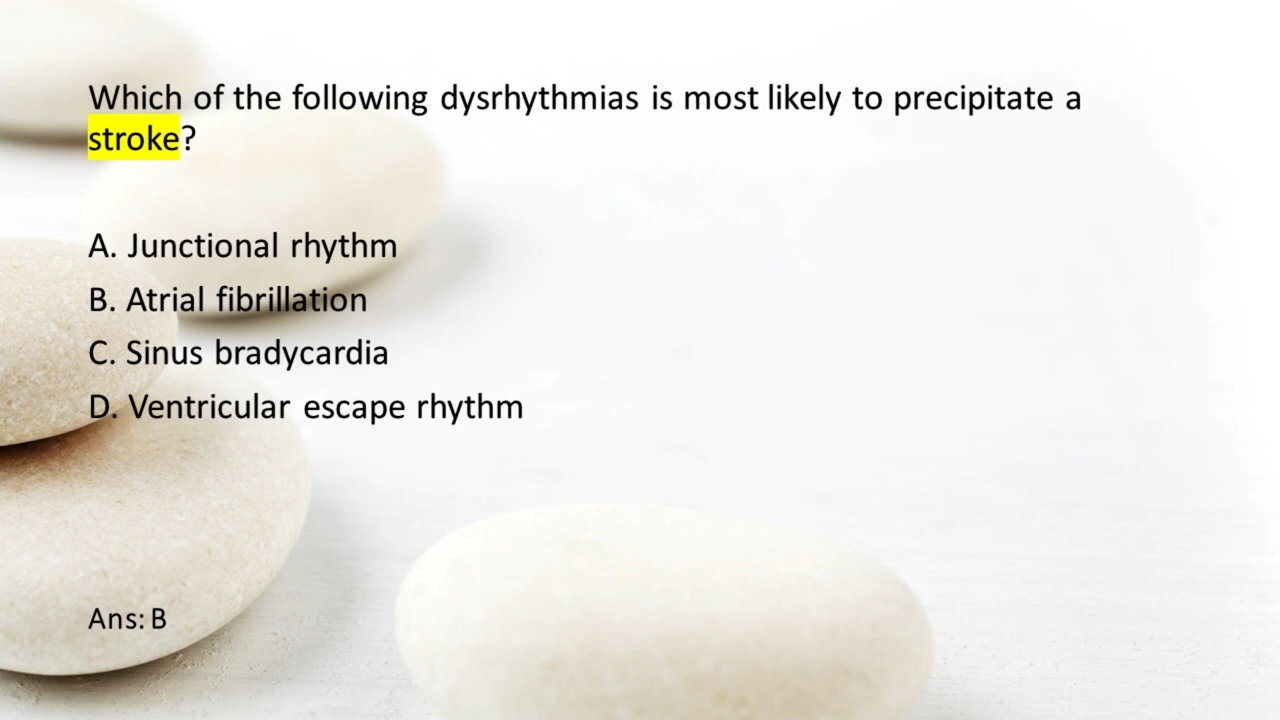 Which of the following dysrhythmias is most likely to precipitate a
stroke?
A. Junctional rhythm
B. Atrial fibrillation
C. Sinus bradycardia
D. Ventricular escape rhythm
Ans: B